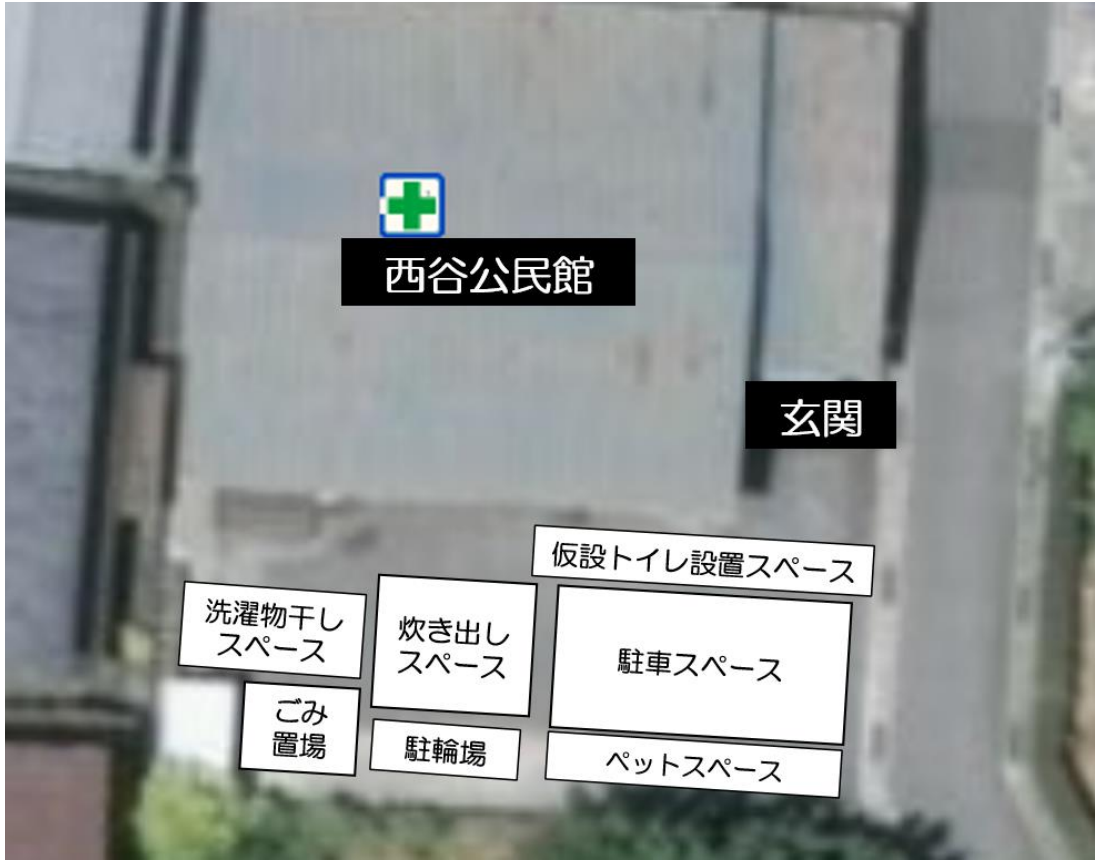 西谷公民館
玄関
仮設トイレ設置スペース
洗濯物干し
スペース
炊き出し
スペース
駐車スペース
ごみ
置場
駐輪場
ペットスペース